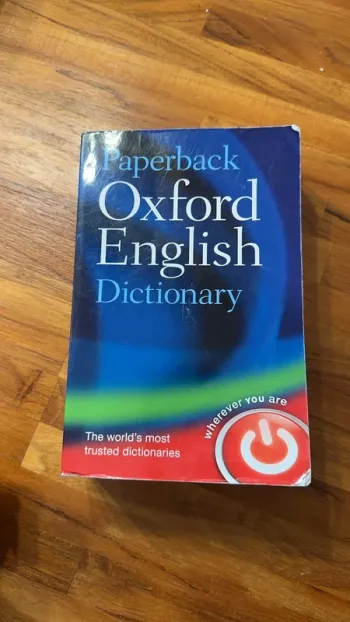 Paperback
Oxford
English
Dictionary
The world's most
trusted dictionaries
wherever YOU are